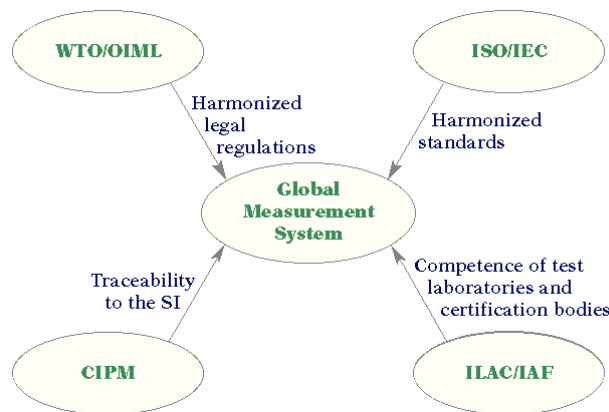 WTO/OIML
ISO/IEC
Harmonized
legal
regulations
Harmonized
standards
Global
Measurement
System
Traceability
to the SI
Competence of test
laboratories and
certification bodies
CIPM
ILAC/IAF